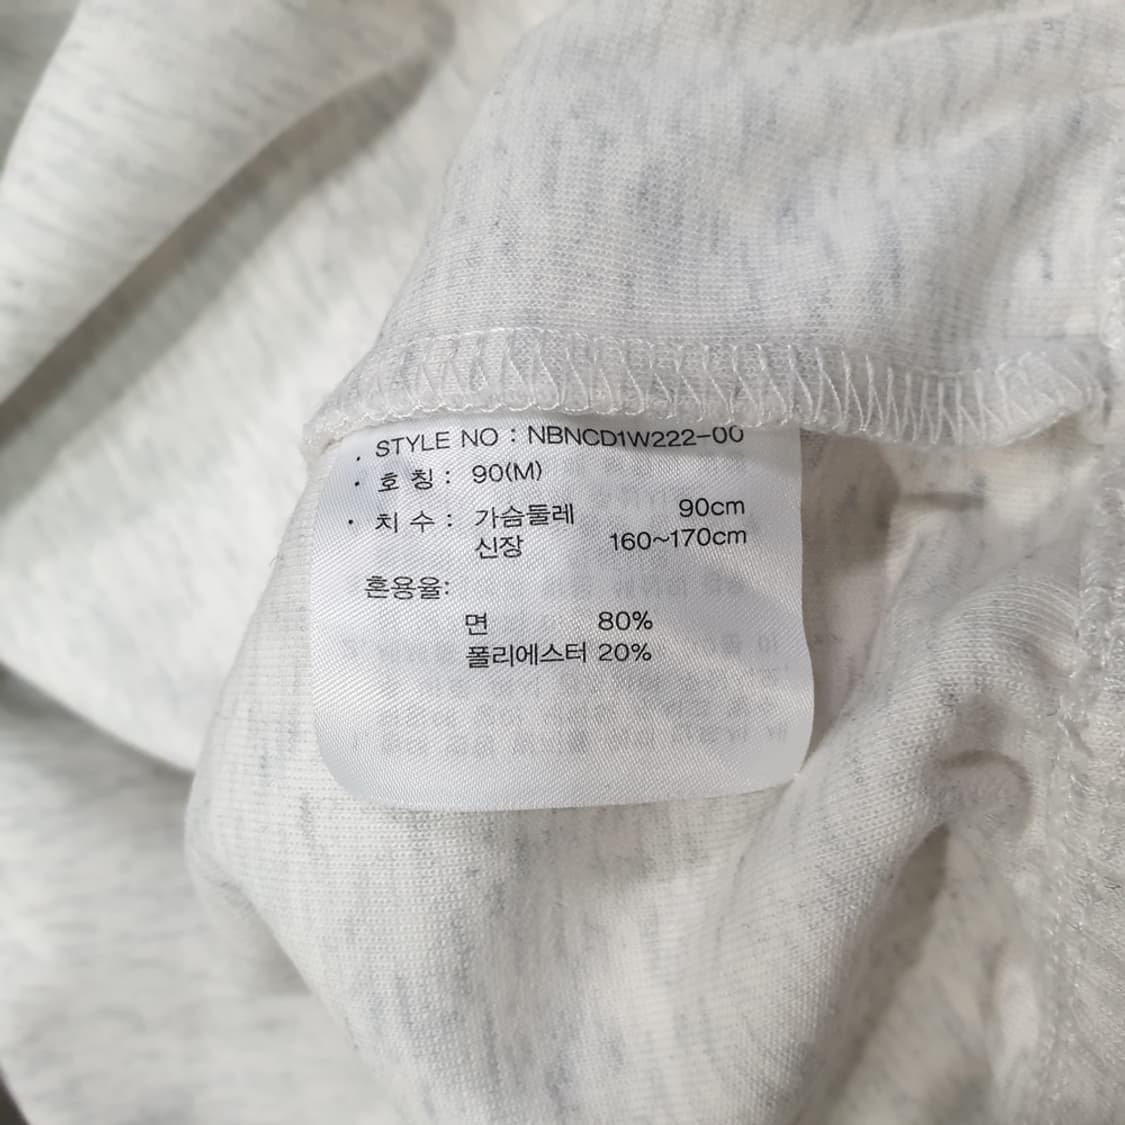 · STYLE NO : NBNCD1W222-00
· 호 칭 : 90(M)
· 치 수 : 가슴둘레 90cm
신장 160~170cm
혼용율:
면 80%
폴리에스터 20%